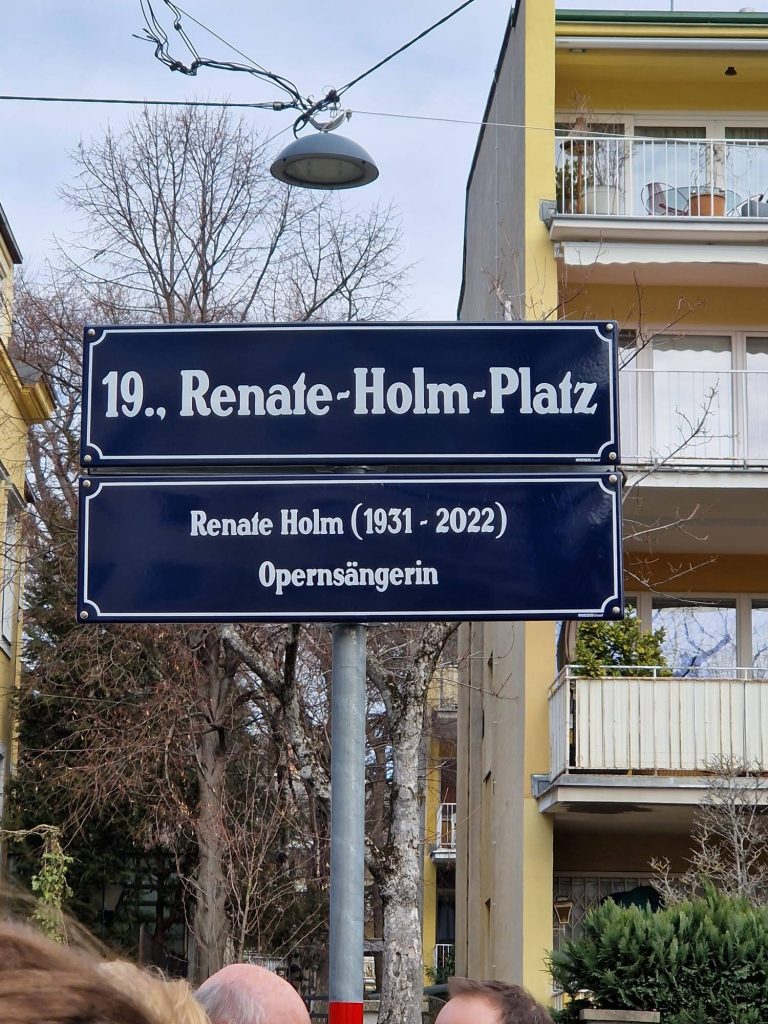 19., Renate-Holm-Platz
Renate Holm (1931 - 2022)
Opernsängerin